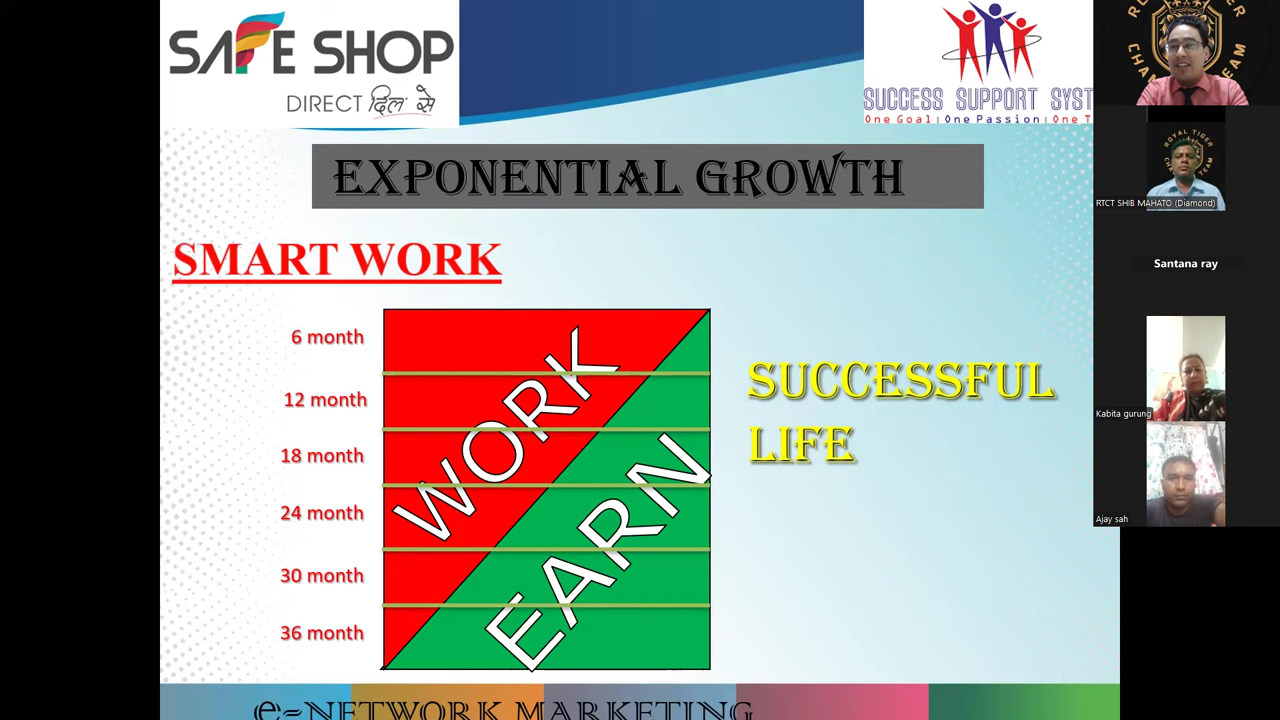 SAFE SHOP
DIRECT दिल से
SUCCESS SUPPORT SYST
One Goal | One Passion | One T
EXPONENTIAL GROWTH
SMART WORK
6 month
12 month
18 month
24 month
30 month
36 month
WORK
EARN
SUCCESSFUL
LIFE
e-NETWORK MARKETING
ROYAL TIGER
RTCT SHIB MAHATO (Diamond)
Santana ray
Kabita gurung
Ajay sah